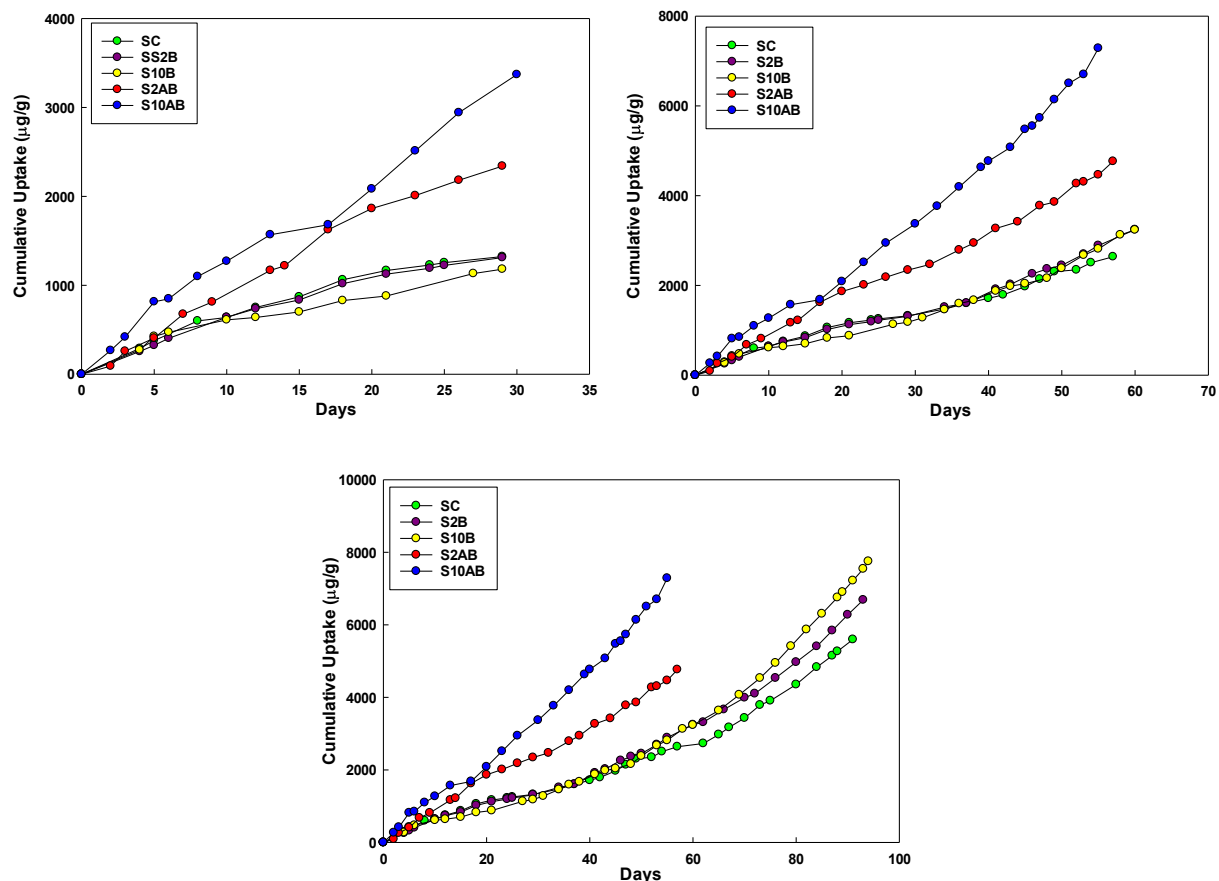 4000
3000
2000
1000
0
Cumulative Uptake (μg/g)
SC
SS2B
S10B
S2AB
S10AB
0 5 10 15 20 25 30 35
Days
8000
6000
4000
2000
0
Cumulative Uptake (μg/g)
SC
S2B
S10B
S2AB
S10AB
0 10 20 30 40 50 60 70
Days
10000
8000
6000
4000
2000
0
Cumulative Uptake (μg/g)
SC
S2B
S10B
S2AB
S10AB
0 20 40 60 80 100
Days